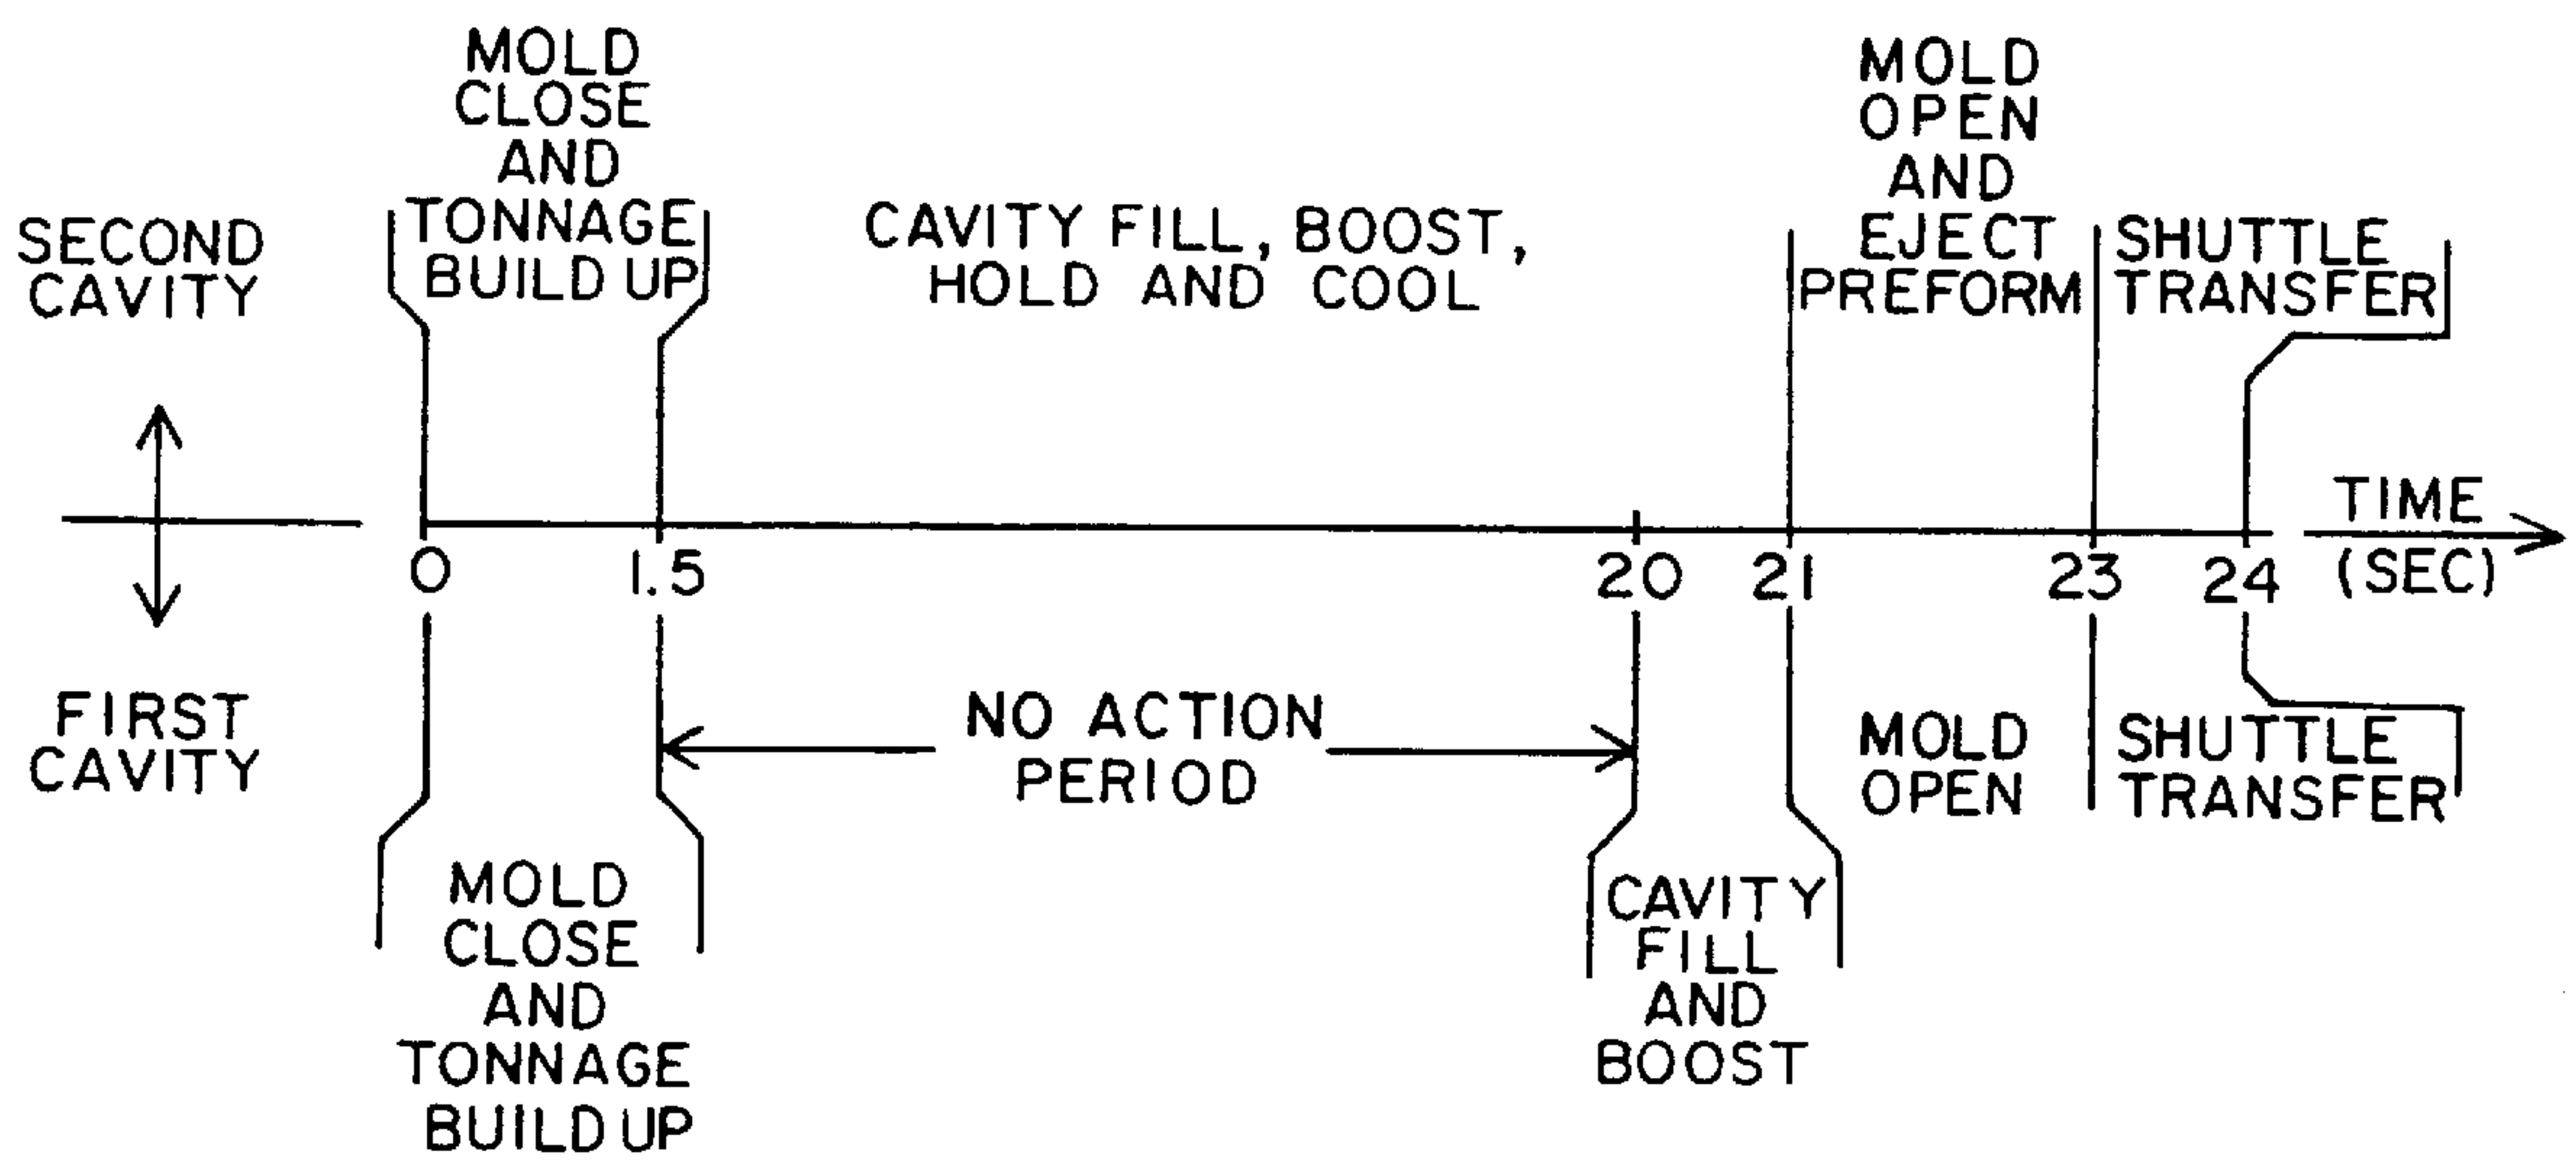 MOLD
CLOSE
AND
TONNAGE
BUILD UP
MOLD
OPEN
AND
EJECT
PREFORM
SECOND
CAVITY
CAVITY FILL, BOOST,
HOLD AND COOL
SHUTTLE
TRANSFER
TIME
(SEC)
0
1.5
20
21
23
24
FIRST
CAVITY
NO ACTION
PERIOD
MOLD
OPEN
SHUTTLE
TRANSFER
MOLD
CLOSE
AND
TONNAGE
BUILD UP
CAVITY
FILL
AND
BOOST